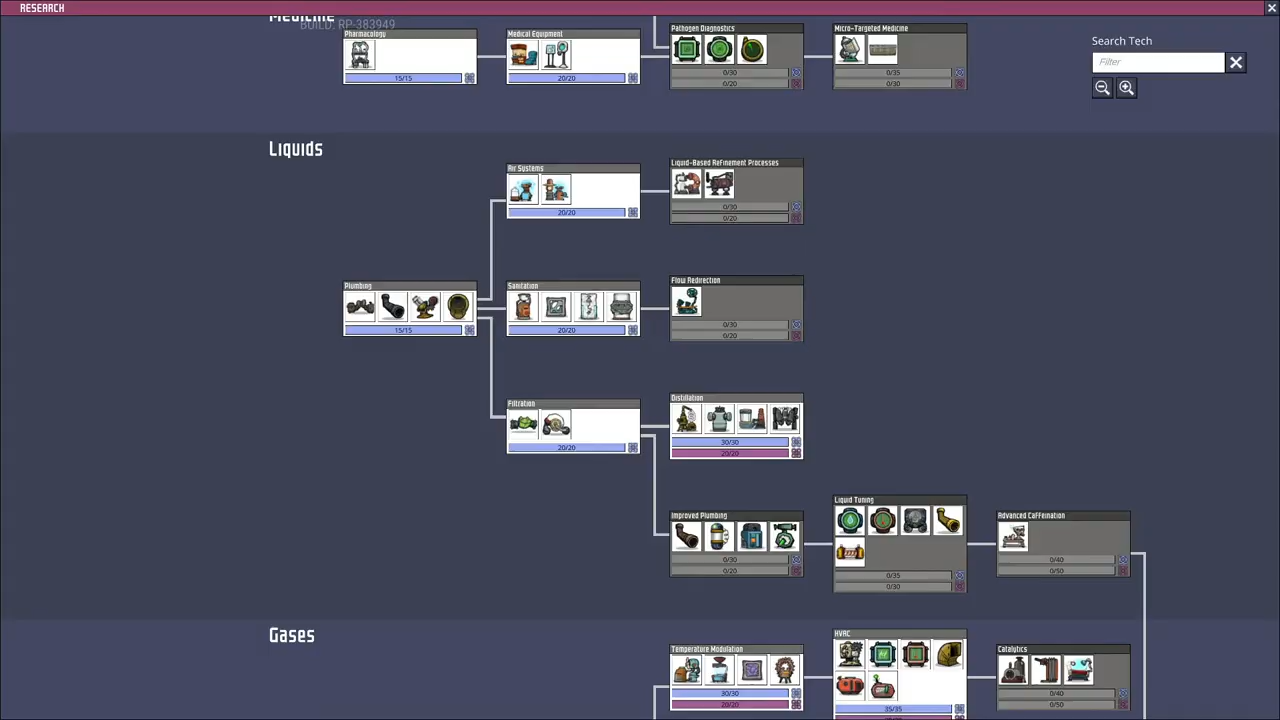 RESEARCH
Medicine
BUILD: RP-383949
Pharmacology
15/15
Medical Equipment
20/20
Pathogen Diagnostics
0/30
0/20
Micro-Targeted Medicine
0/35
0/30
Search Tech
Filter
Liquids
Air Systems
20/20
Liquid-Based Refinement Processes
0/30
0/20
Plumbing
15/15
Sanitation
20/20
Flow Redirection
0/30
0/20
Filtration
20/20
Distillation
30/30
20/20
Improved Plumbing
0/30
0/20
Liquid Tuning
0/35
0/30
Advanced Caffeination
0/40
0/50
Gases
Temperature Modulation
30/30
20/20
HVAC
35/35
Catalytics
0/40
0/50